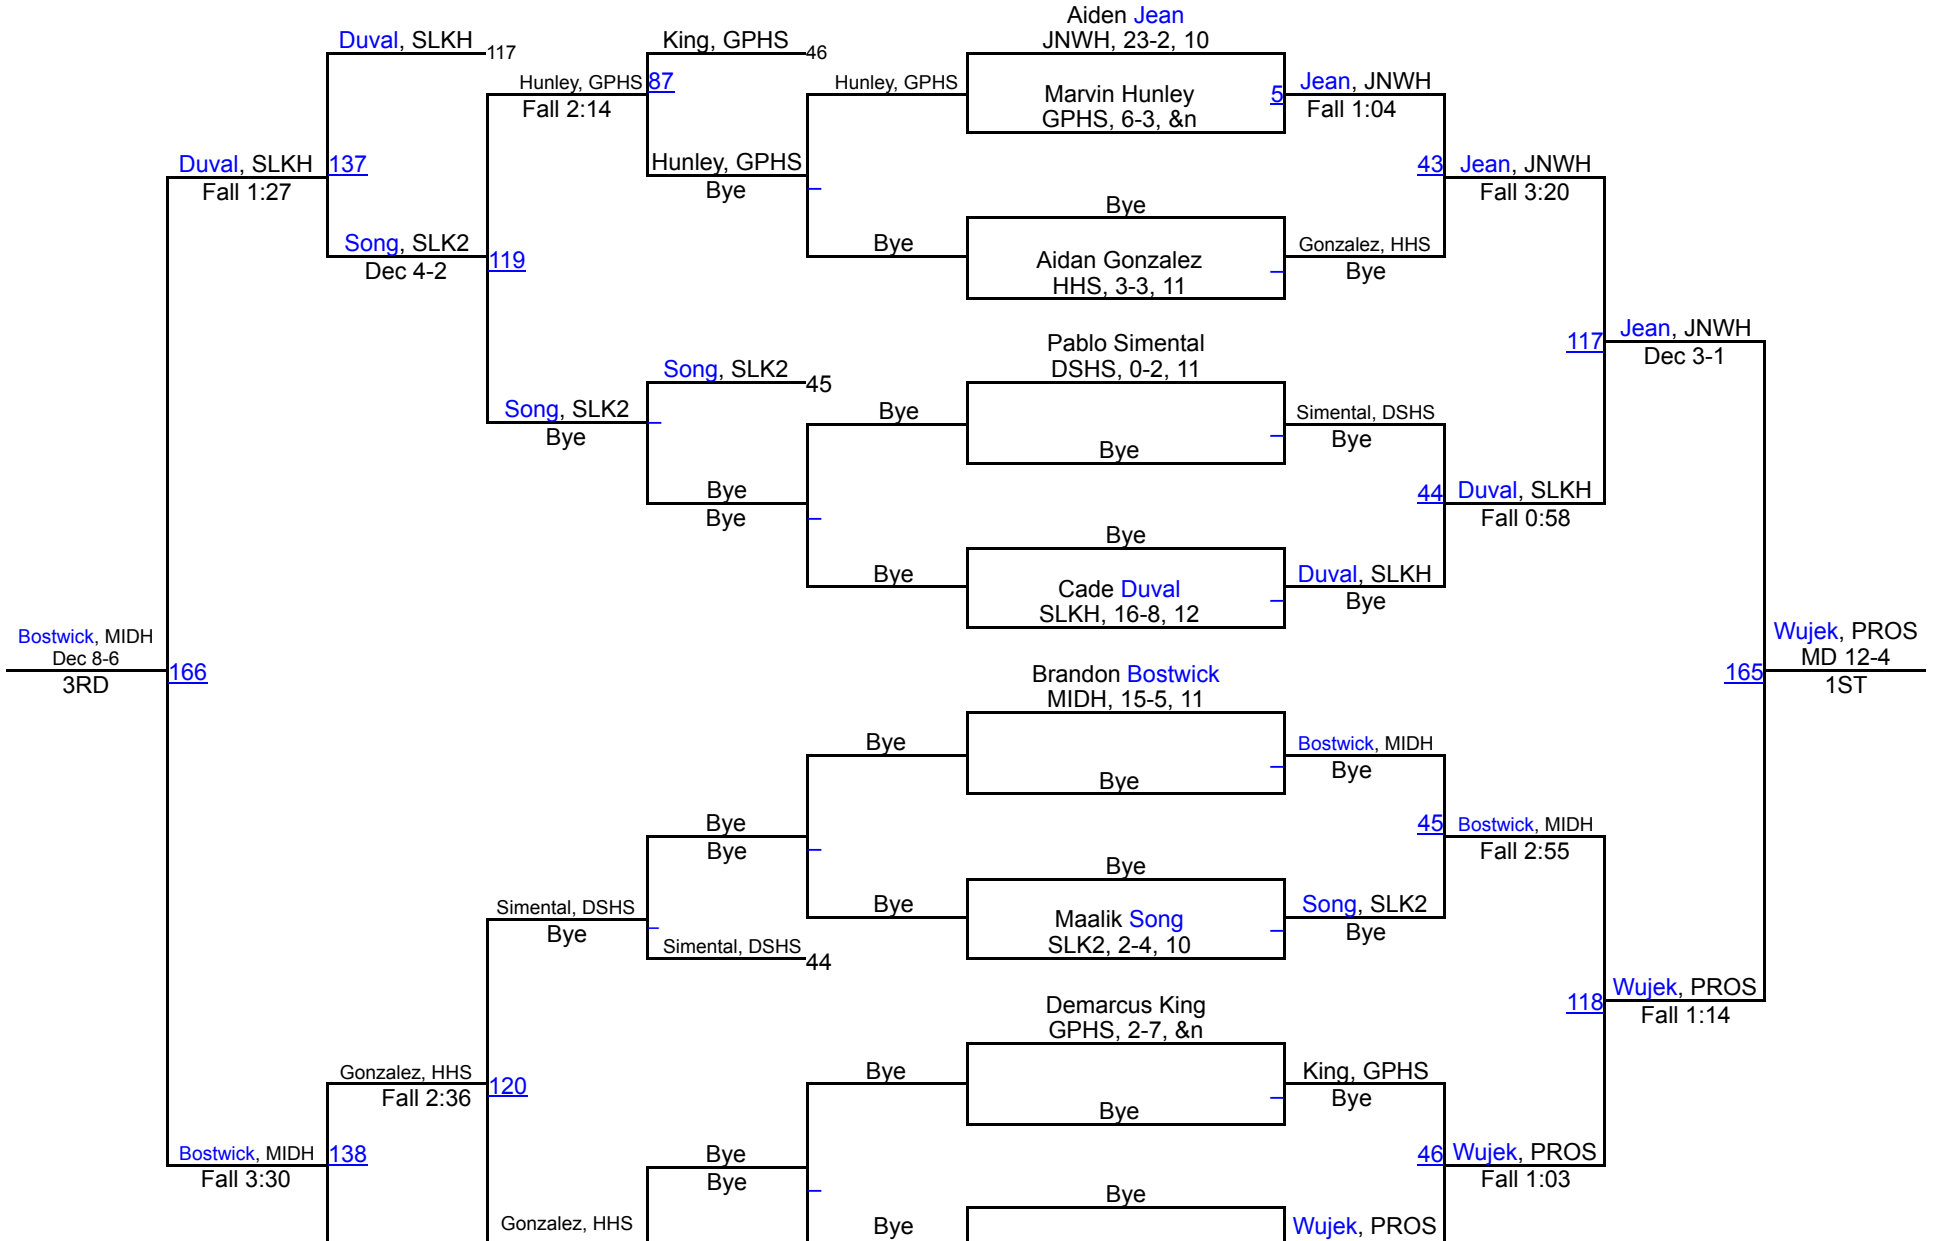 Aiden Jean
JNWH, 23-2, 10
Duval, SLKH
117
King, GPHS
46
Hunley, GPHS
87
Fall 2:14
Hunley, GPHS
Marvin Hunley
GPHS, 6-3, &n
5
Jean, JNWH
Fall 1:04
Duval, SLKH
137
Fall 1:27
Hunley, GPHS
Bye
43
Jean, JNWH
Fall 3:20
Bye
Song, SLK2
Dec 4-2
119
Bye
Aidan Gonzalez
HHS, 3-3, 11
Gonzalez, HHS
Bye
Pablo Simental
DSHS, 0-2, 11
117
Jean, JNWH
Dec 3-1
Song, SLK2
45
Song, SLK2
Bye
Bye
Bye
Simental, DSHS
Bye
Bye
Bye
44
Duval, SLKH
Fall 0:58
Bye
Bye
Cade Duval
SLKH, 16-8, 12
Duval, SLKH
Bye
Bostwick, MIDH
Dec 8-6
3RD
166
Wujek, PROS
MD 12-4
1ST
165
Brandon Bostwick
MIDH, 15-5, 11
Bye
Bye
Bostwick, MIDH
Bye
Bye
Bye
45
Bostwick, MIDH
Fall 2:55
Bye
Simental, DSHS
Bye
Bye
Maalik Song
SLK2, 2-4, 10
Song, SLK2
Bye
Simental, DSHS
44
Demarcus King
GPHS, 2-7, &n
118
Wujek, PROS
Fall 1:14
Gonzalez, HHS
Fall 2:36
120
Bye
Bye
King, GPHS
Bye
Bostwick, MIDH
138
Fall 3:30
Bye
Bye
46
Wujek, PROS
Fall 1:03
Bye
Gonzalez, HHS
Bye
Wujek, PROS